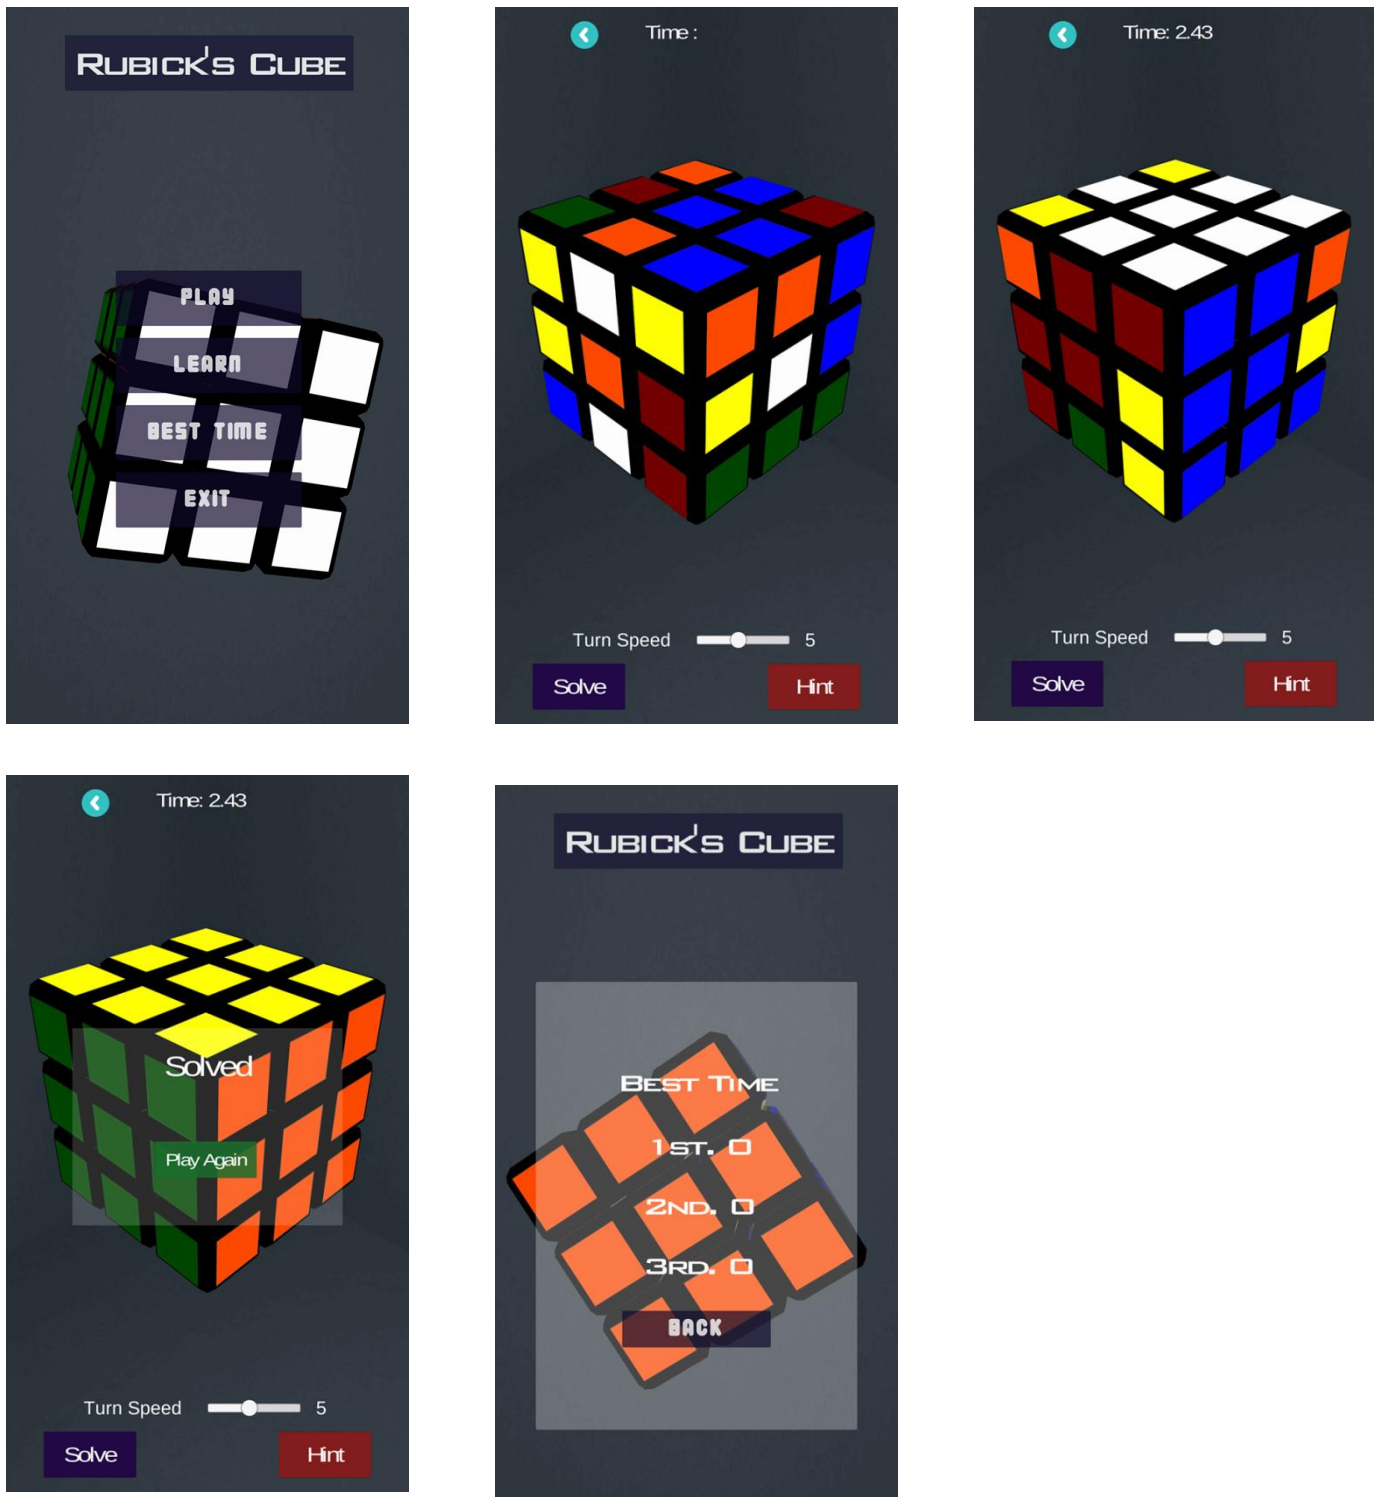 RUBICK'S CUBE
PLAY
LEARN
BEST TIME
EXIT
Time :
Turn Speed 5
Solve Hint
Time: 2.43
Turn Speed 5
Solve Hint
Time: 2.43
Solved
Play Again
Turn Speed 5
Solve Hint
RUBICK'S CUBE
BEST TIME
1ST. 0
2ND. 0
3RD. 0
BACK